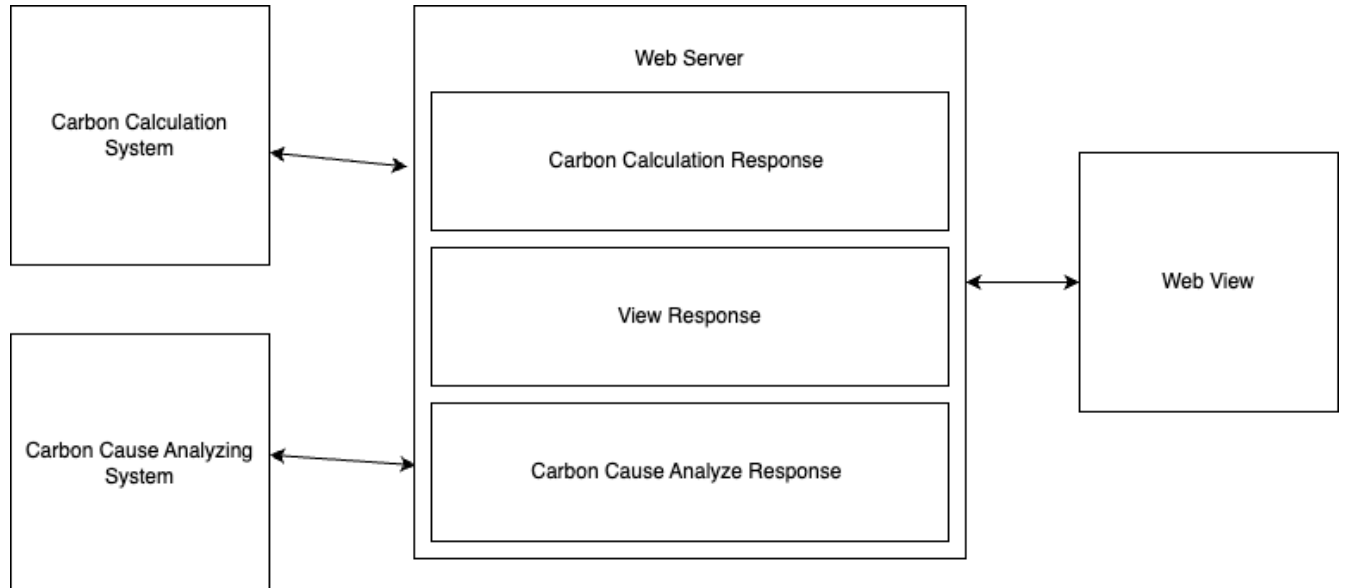 Carbon Calculation
System
Carbon Cause Analyzing
System
Web Server
Carbon Calculation Response
View Response
Carbon Cause Analyze Response
Web View